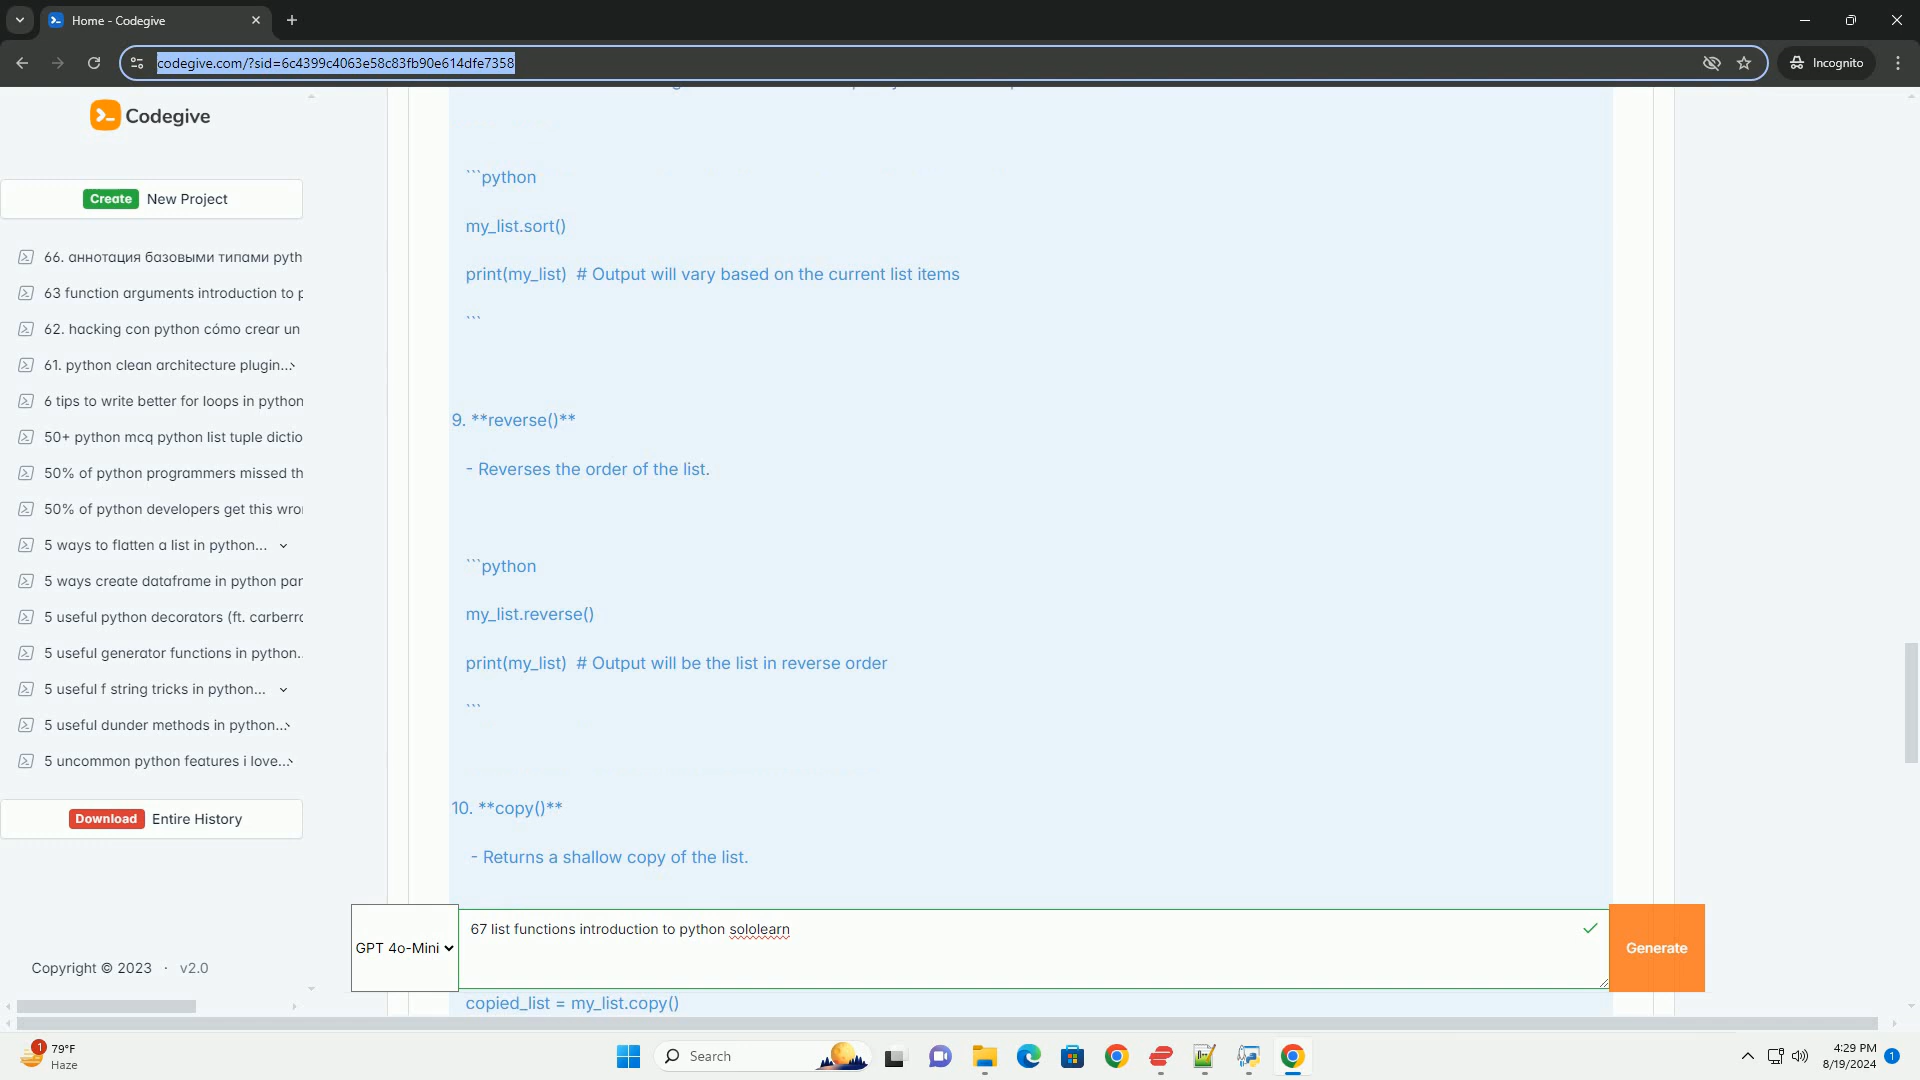 Home - Codegive
codegive.com/?sid=6c4399c4063e58c83fb90e614dfe7358
Incognito
Codegive
Create New Project
66. аннотация базовыми типами pyth
63 function arguments introduction to p
62. hacking con python cómo crear un
61. python clean architecture plugin...
6 tips to write better for loops in python
50+ python mcq python list tuple dictio
50% of python programmers missed th
50% of python developers get this wro
5 ways to flatten a list in python...
5 ways create dataframe in python pan
5 useful python decorators (ft. carberra
5 useful generator functions in python..
5 useful f string tricks in python...
5 useful dunder methods in python...
5 uncommon python features i love...
Download Entire History
Copyright © 2023 · v2.0
```python
my_list.sort()
print(my_list)  # Output will vary based on the current list items
```
9. **reverse()**
- Reverses the order of the list.
```python
my_list.reverse()
print(my_list)  # Output will be the list in reverse order
```
10. **copy()**
- Returns a shallow copy of the list.
GPT 4o-Mini
67 list functions introduction to python sololearn
Generate
copied_list = my_list.copy()
1
79°F
Haze
Search
4:29 PM
8/19/2024
1